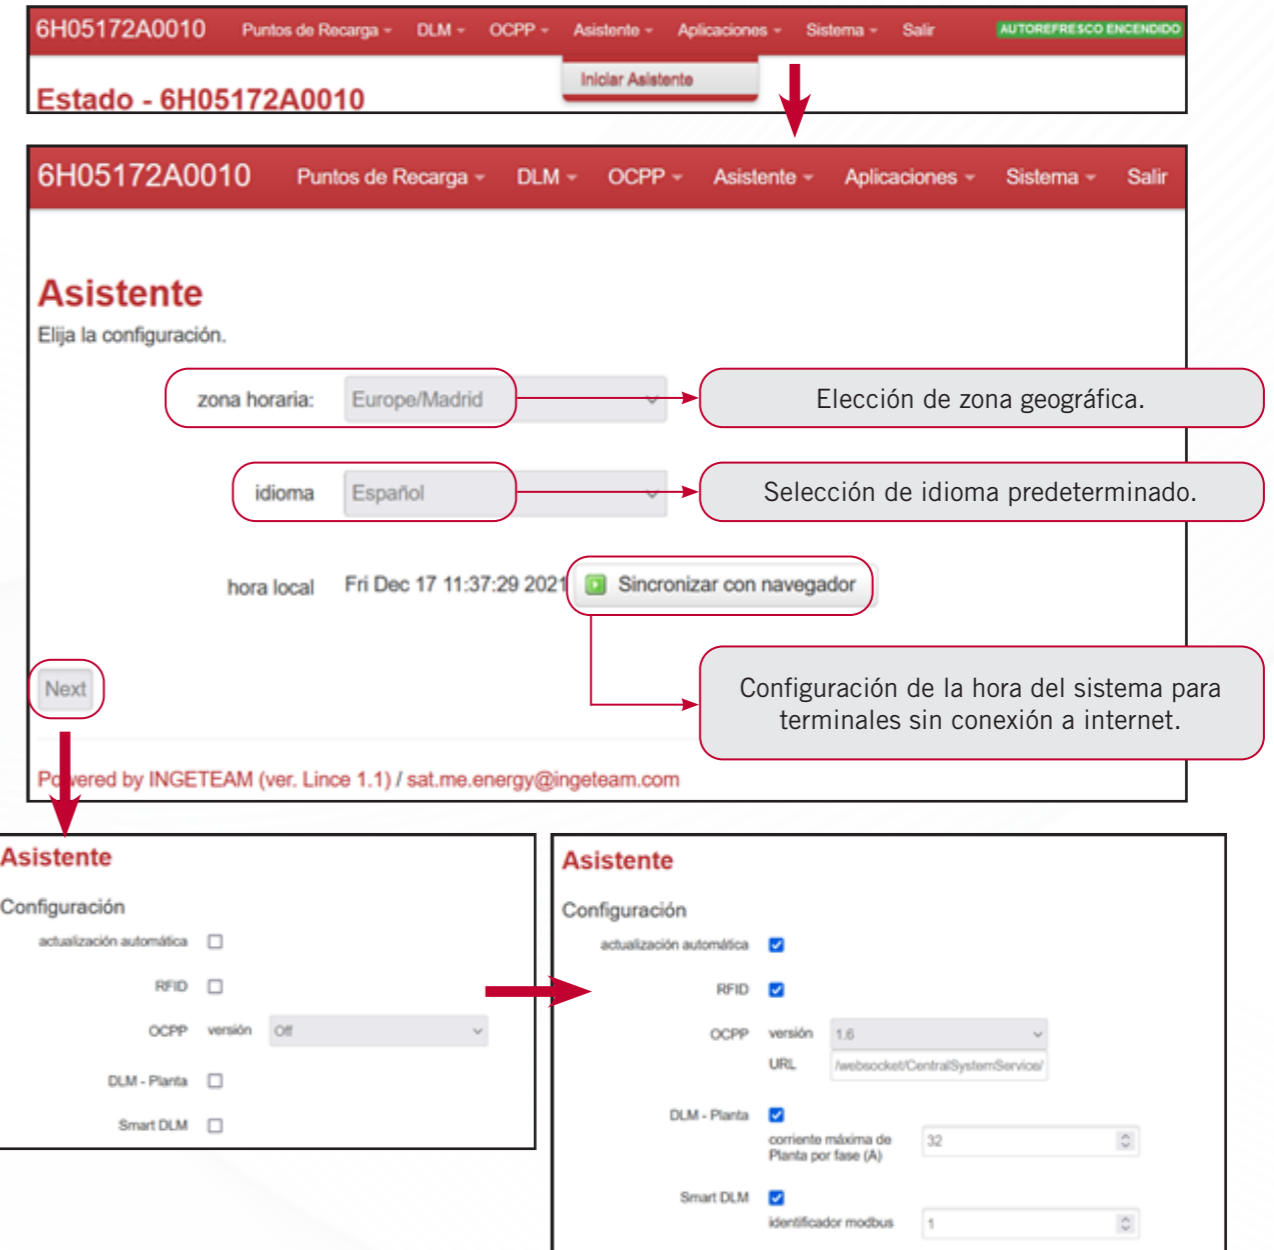 6H05172A0010 Puntos de Recarga DLM OCPP Asistente Aplicaciones Sistema Salir AUTOREFRESCO ENCENDIDO
Iniciar Asistente
Estado - 6H05172A0010
6H05172A0010 Puntos de Recarga DLM OCPP Asistente Aplicaciones Sistema Salir
Asistente
Elija la configuración.
zona horaria: Europe/Madrid
Elección de zona geográfica.
idioma Español
Selección de idioma predeterminado.
hora local Fri Dec 17 11:37:29 2021 Sincronizar con navegador
Configuración de la hora del sistema para
terminales sin conexión a internet.
Next
Powered by INGETEAM (ver. Lince 1.1) / sat.me.energy@ingeteam.com
Asistente
Configuración
actualización automática
RFID
OCPP versión Off
DLM - Planta
Smart DLM
Asistente
Configuración
actualización automática
RFID
OCPP versión 1.6
URL /websocket/CentralSystemService/
DLM - Planta
corriente máxima de
Planta por fase (A) 32
Smart DLM
identificador modbus 1